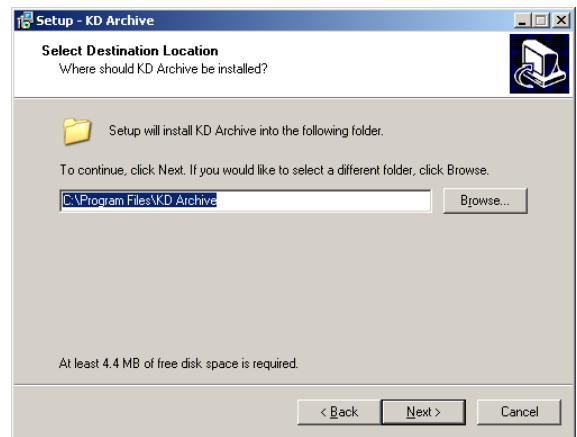 Setup - KD Archive
Select Destination Location
Where should KD Archive be installed?
Setup will install KD Archive into the following folder.
To continue, click Next. If you would like to select a different folder, click Browse.
C:\Program Files\KD Archive
Browse...
At least 4.4 MB of free disk space is required.
< Back
Next >
Cancel